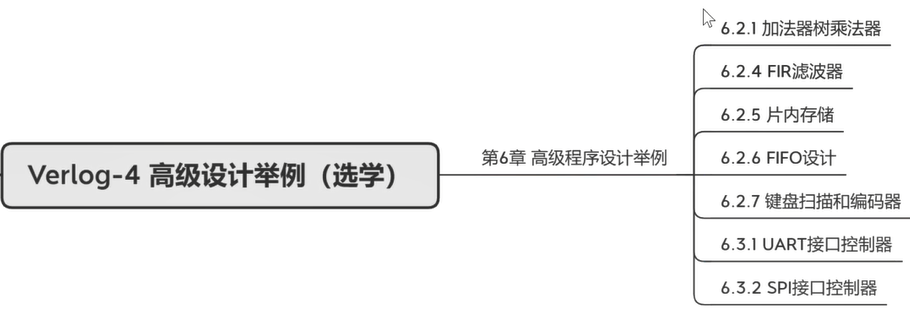 Verlog-4 高级设计举例（选学）
第6章 高级程序设计举例
6.2.1 加法器树乘法器
6.2.4 FIR滤波器
6.2.5 片内存储
6.2.6 FIFO设计
6.2.7 键盘扫描和编码器
6.3.1 UART接口控制器
6.3.2 SPI接口控制器